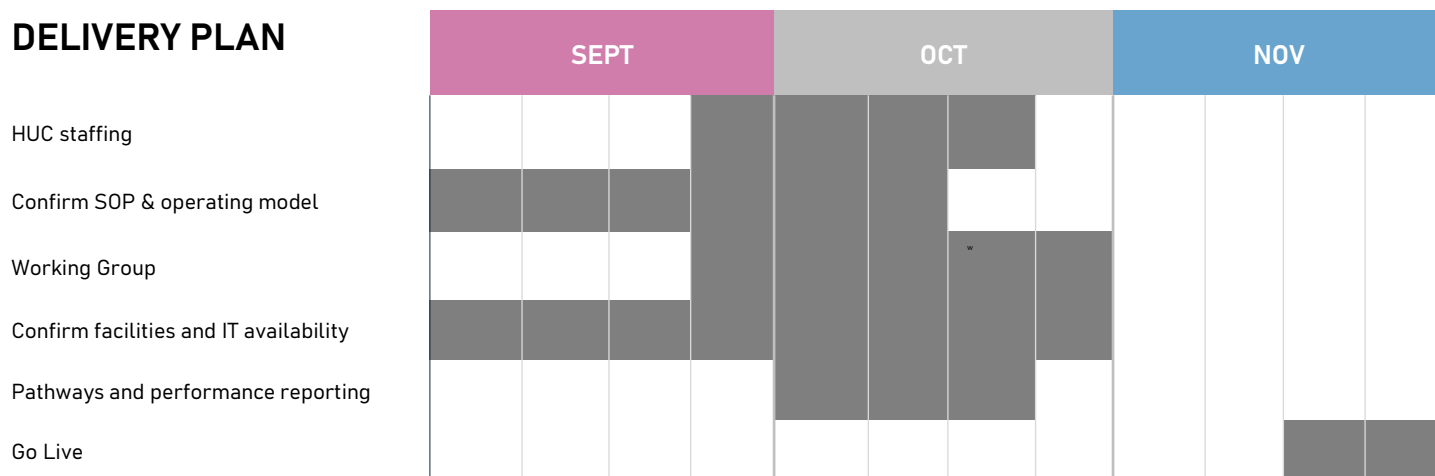 DELIVERY PLAN
SEPT
OCT
NOV
HUC staffing
Confirm SOP & operating model
Working Group
w
Confirm facilities and IT availability
Pathways and performance reporting
Go Live